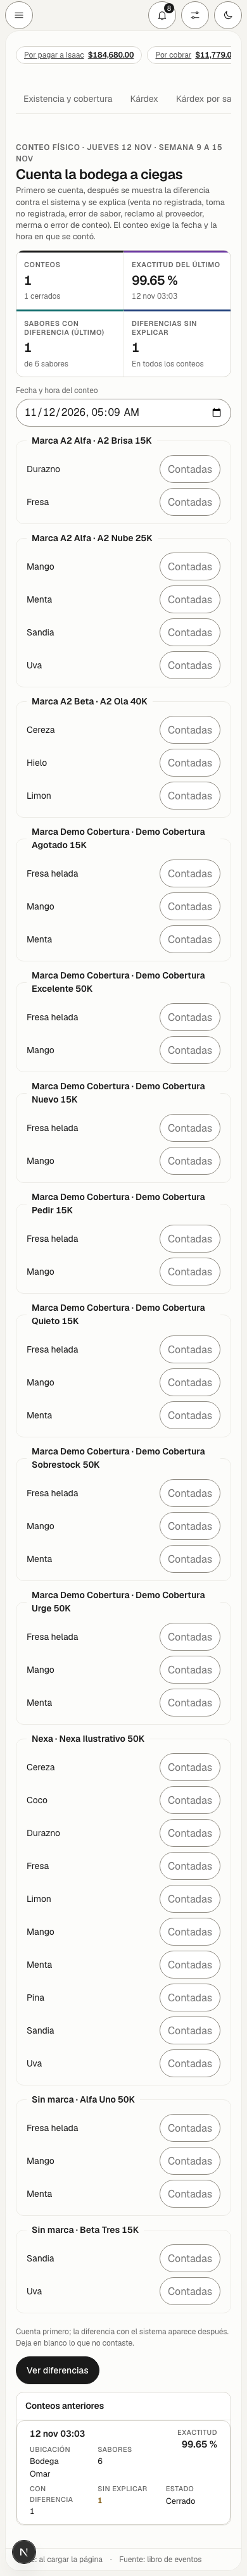 8
Por pagar a Isaac $184,680.00 Por cobrar $11,779.0
Existencia y cobertura Kárdex Kárdex por sa
CONTEO FÍSICO · JUEVES 12 NOV · SEMANA 9 A 15
NOV
Cuenta la bodega a ciegas
Primero se cuenta, después se muestra la diferencia
contra el sistema y se explica (venta no registrada, toma
no registrada, error de sabor, reclamo al proveedor,
merma o error de conteo). El conteo exige la fecha y la
hora en que se contó.
CONTEOS
1
1 cerrados
EXACTITUD DEL ÚLTIMO
99.65 %
12 nov 03:03
SABORES CON
DIFERENCIA (ÚLTIMO)
1
de 6 sabores
DIFERENCIAS SIN
EXPLICAR
1
En todos los conteos
Fecha y hora del conteo
11/12/2026, 05:09 AM
Marca A2 Alfa · A2 Brisa 15K
Durazno Contadas
Fresa Contadas
Marca A2 Alfa · A2 Nube 25K
Mango Contadas
Menta Contadas
Sandia Contadas
Uva Contadas
Marca A2 Beta · A2 Ola 40K
Cereza Contadas
Hielo Contadas
Limon Contadas
Marca Demo Cobertura · Demo Cobertura
Agotado 15K
Fresa helada Contadas
Mango Contadas
Menta Contadas
Marca Demo Cobertura · Demo Cobertura
Excelente 50K
Fresa helada Contadas
Mango Contadas
Marca Demo Cobertura · Demo Cobertura
Nuevo 15K
Fresa helada Contadas
Mango Contadas
Marca Demo Cobertura · Demo Cobertura
Pedir 15K
Fresa helada Contadas
Mango Contadas
Marca Demo Cobertura · Demo Cobertura
Quieto 15K
Fresa helada Contadas
Mango Contadas
Menta Contadas
Marca Demo Cobertura · Demo Cobertura
Sobrestock 50K
Fresa helada Contadas
Mango Contadas
Menta Contadas
Marca Demo Cobertura · Demo Cobertura
Urge 50K
Fresa helada Contadas
Mango Contadas
Menta Contadas
Nexa · Nexa Ilustrativo 50K
Cereza Contadas
Coco Contadas
Durazno Contadas
Fresa Contadas
Limon Contadas
Mango Contadas
Menta Contadas
Pina Contadas
Sandia Contadas
Uva Contadas
Sin marca · Alfa Uno 50K
Fresa helada Contadas
Mango Contadas
Menta Contadas
Sin marca · Beta Tres 15K
Sandia Contadas
Uva Contadas
Cuenta primero; la diferencia con el sistema aparece después.
Deja en blanco lo que no contaste.
Ver diferencias
Conteos anteriores
12 nov 03:03
EXACTITUD
99.65 %
UBICACIÓN
Bodega
Omar
SABORES
6
CON
DIFERENCIA
1
SIN EXPLICAR
1
ESTADO
Cerrado
N
al cargar la página · Fuente: libro de eventos